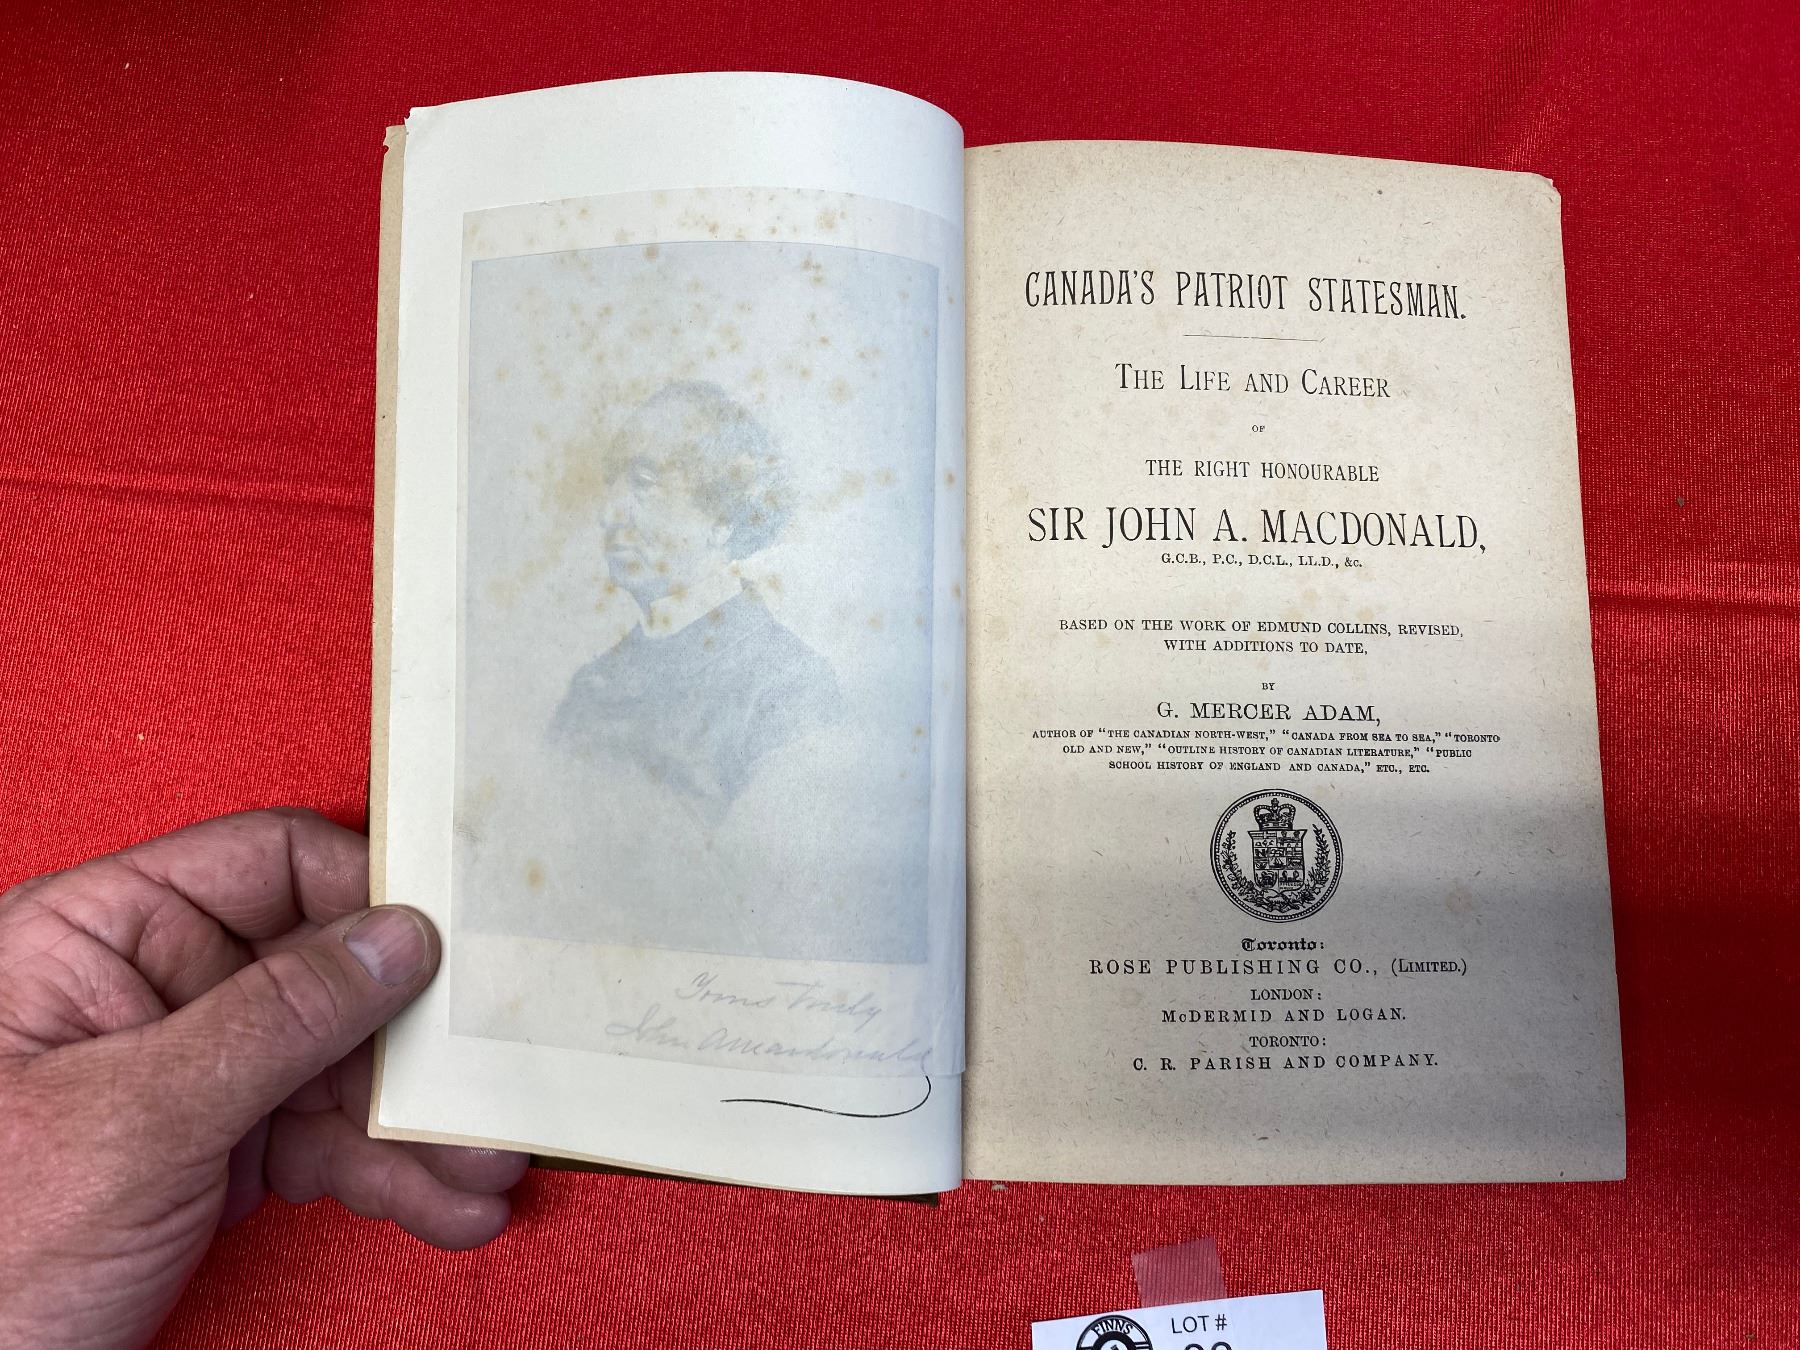 Yours Truly
John A Macdonald
CANADA'S PATRIOT STATESMAN.
THE LIFE AND CAREER
OF
THE RIGHT HONOURABLE
SIR JOHN A. MACDONALD,
G.C.B., P.C., D.C.L., LL.D., &c.
BASED ON THE WORK OF EDMUND COLLINS, REVISED,
WITH ADDITIONS TO DATE,
BY
G. MERCER ADAM,
AUTHOR OF "THE CANADIAN NORTH-WEST," "CANADA FROM SEA TO SEA," "TORONTO
OLD AND NEW," "OUTLINE HISTORY OF CANADIAN LITERATURE," "PUBLIC
SCHOOL HISTORY OF ENGLAND AND CANADA," ETC., ETC.
Toronto:
ROSE PUBLISHING CO., (LIMITED.)
LONDON:
McDERMID AND LOGAN.
TORONTO:
C. R. PARISH AND COMPANY.
FINNS
LOT #